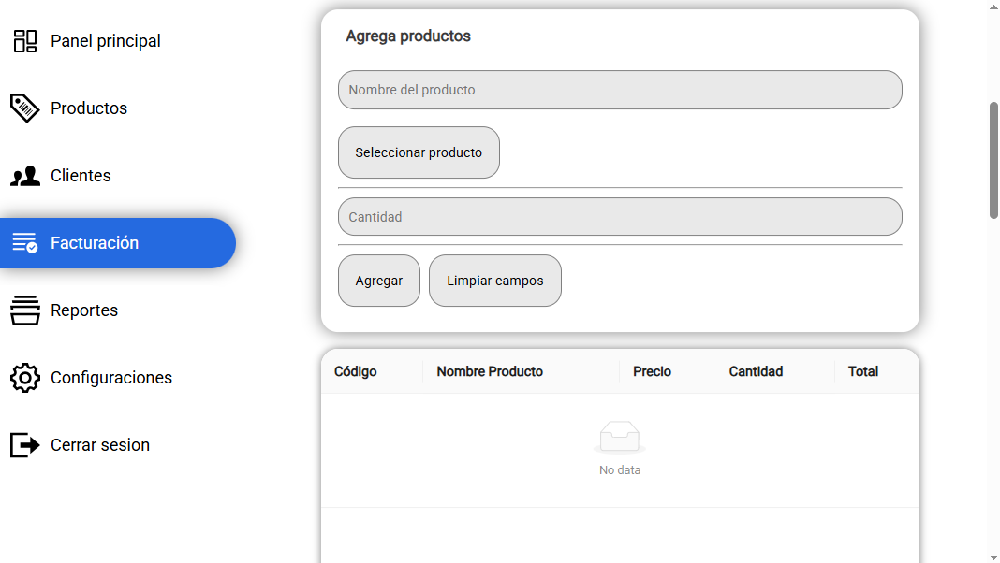 Panel principal
Productos
Clientes
Facturación
Reportes
Configuraciones
Cerrar sesion
Agrega productos
Nombre del producto
Seleccionar producto
Cantidad
Agregar Limpiar campos
Código Nombre Producto Precio Cantidad Total
No data